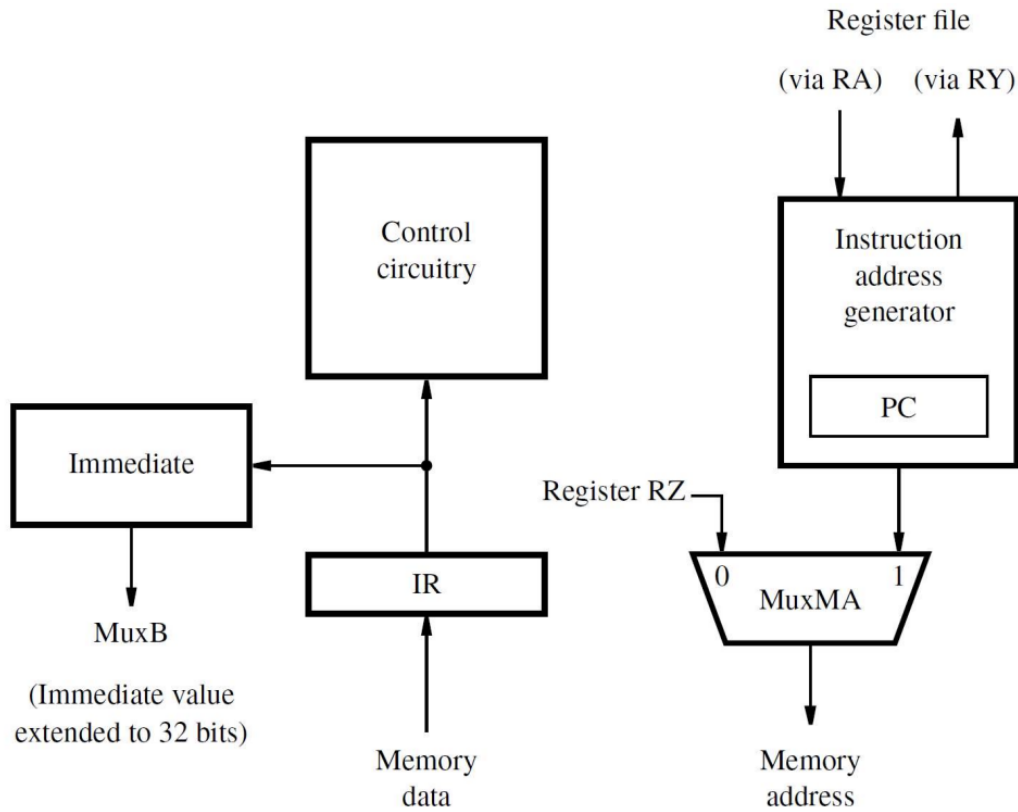 Register file
(via RA)
(via RY)
Control
circuitry
Instruction
address
generator
PC
Immediate
Register RZ
IR
0
1
MuxMA
MuxB
(Immediate value
extended to 32 bits)
Memory
data
Memory
address